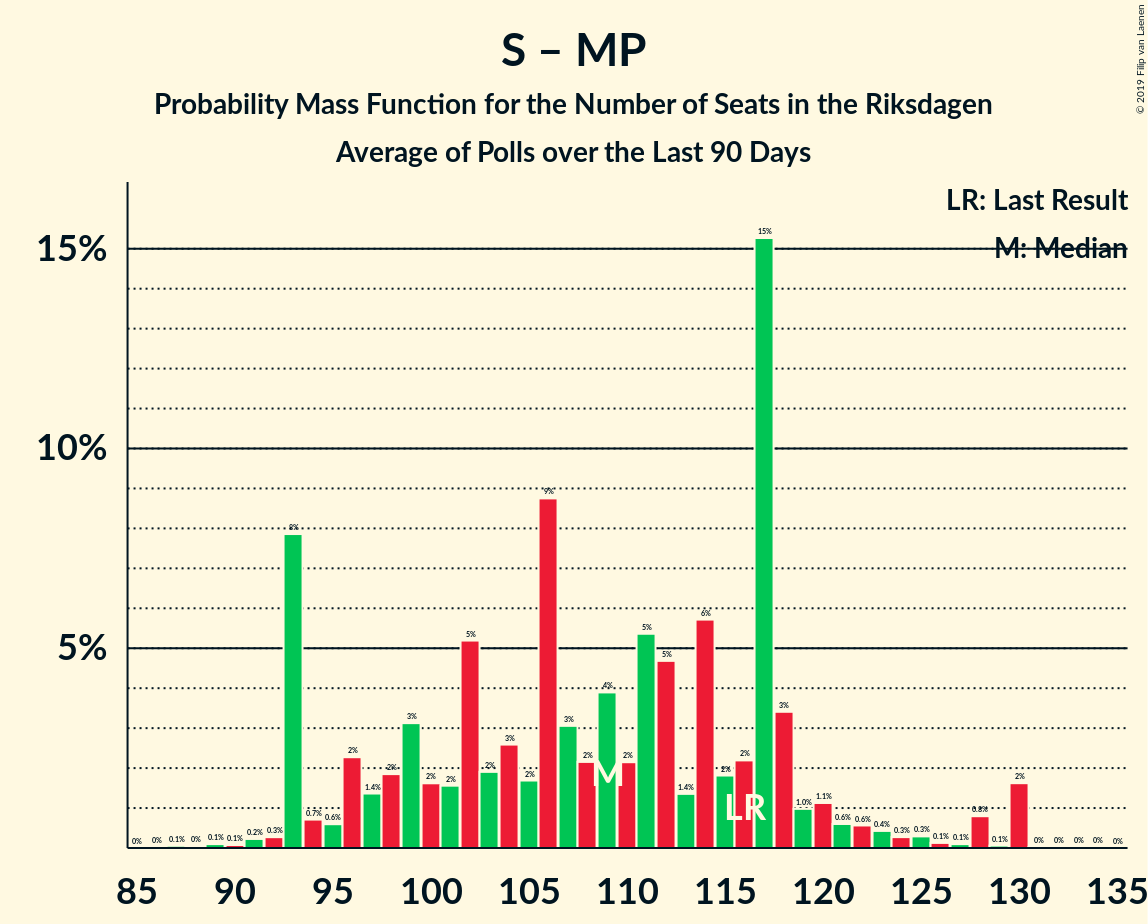 S – MP
Probability Mass Function for the Number of Seats in the Riksdagen
Average of Polls over the Last 90 Days
© 2019 Filip van Laenen
LR: Last Result
M: Median
15%
10%
5%
0% 0% 0.1% 0% 0.1% 0.1% 0.2% 0.3% 8% 0.7% 0.6% 2% 1.4% 2% 3% 2% 2% 5% 2% 3% 2% 9% 3% 2% 4% 2% 5% 5% 1.4% 6% 2% 2% 15% 3% 1.0% 1.1% 0.6% 0.6% 0.4% 0.3% 0.3% 0.1% 0.1% 0.8% 0.1% 2% 0% 0% 0% 0% 0%
M
LR
85 90 95 100 105 110 115 120 125 130 135